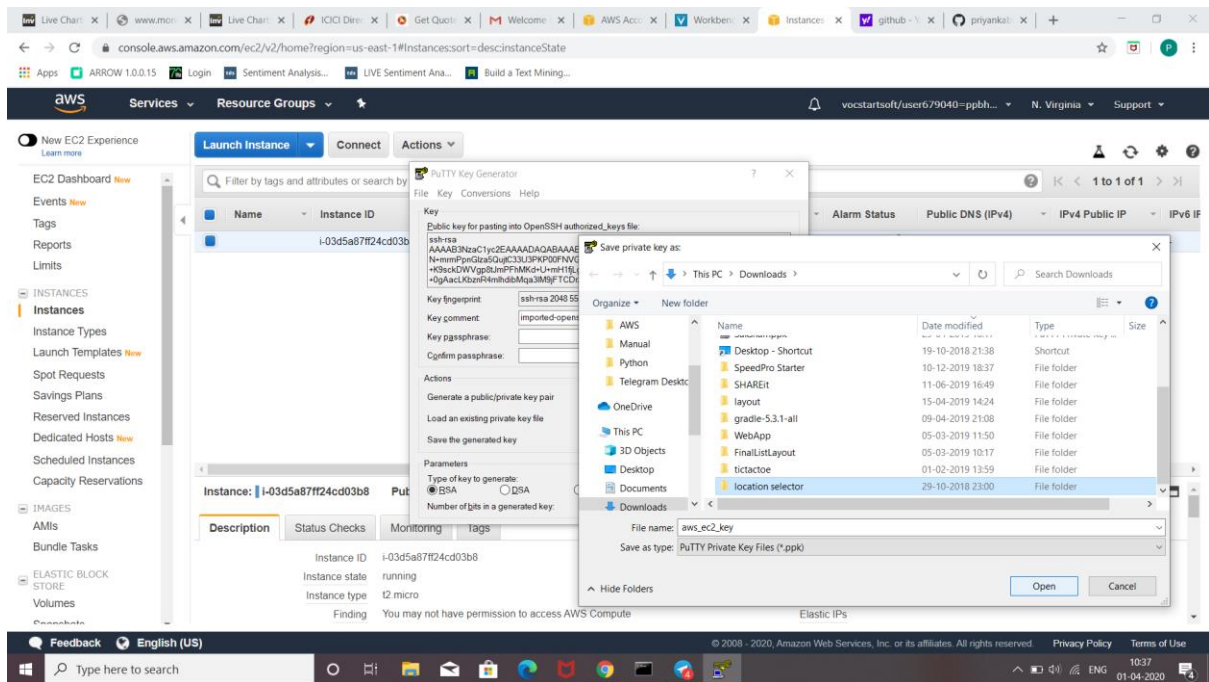 Live Chart
www.mon
Live Chart
ICICI Direc
Get Quote
Welcome
AWS Acco
Workben
Instances
github -
priyankab
console.aws.amazon.com/ec2/v2/home?region=us-east-1#Instances:sort=desc:instanceState
Apps ARROW 1.0.0.15 Login Sentiment Analysis... LIVE Sentiment Ana... Build a Text Mining...
aws Services Resource Groups vocstartsoft/user679040=ppbh... N. Virginia Support
New EC2 Experience
Learn more
EC2 Dashboard New
Events New
Tags
Reports
Limits
INSTANCES
Instances
Instance Types
Launch Templates New
Spot Requests
Savings Plans
Reserved Instances
Dedicated Hosts New
Scheduled Instances
Capacity Reservations
IMAGES
AMIs
Bundle Tasks
ELASTIC BLOCK
STORE
Volumes
Launch Instance Connect Actions
Filter by tags and attributes or search by
1 to 1 of 1
Name Instance ID Alarm Status Public DNS (IPv4) IPv4 Public IP IPv6 IP
i-03d5a87ff24cd03b
PuTTY Key Generator ? ×
File Key Conversions Help
Key
Public key for pasting into OpenSSH authorized_keys file:
ssh-rsa
Key fingerprint: ssh-rsa 2048 55
Key comment: imported-opens
Key passphrase:
Confirm passphrase:
Actions
Generate a public/private key pair
Load an existing private key file
Save the generated key
Parameters
Type of key to generate:
RSA DSA
Number of bits in a generated key:
Save private key as:
This PC > Downloads >
Search Downloads
Organize New folder
AWS
Manual
Python
Telegram Deskto
OneDrive
This PC
3D Objects
Desktop
Documents
Downloads
Name Date modified Type Size
Desktop - Shortcut 19-10-2018 21:38 Shortcut
SpeedPro Starter 10-12-2019 18:37 File folder
SHAREit 11-06-2019 16:49 File folder
layout 15-04-2019 14:24 File folder
gradle-5.3.1-all 09-04-2019 21:08 File folder
WebApp 05-03-2019 11:50 File folder
FinalListLayout 05-03-2019 10:17 File folder
tictactoe 01-02-2019 13:59 File folder
location selector 29-10-2018 23:00 File folder
File name: aws_ec2_key
Save as type: PuTTY Private Key Files (*.ppk)
Hide Folders Open Cancel
Instance: i-03d5a87ff24cd03b8 Pub
Description Status Checks Monitoring Tags
Instance ID i-03d5a87ff24cd03b8
Instance state running
Instance type t2.micro
Finding You may not have permission to access AWS Compute
Elastic IPs
Feedback English (US) © 2008 - 2020, Amazon Web Services, Inc. or its affiliates. All rights reserved. Privacy Policy Terms of Use
Type here to search
ENG 10:37
01-04-2020